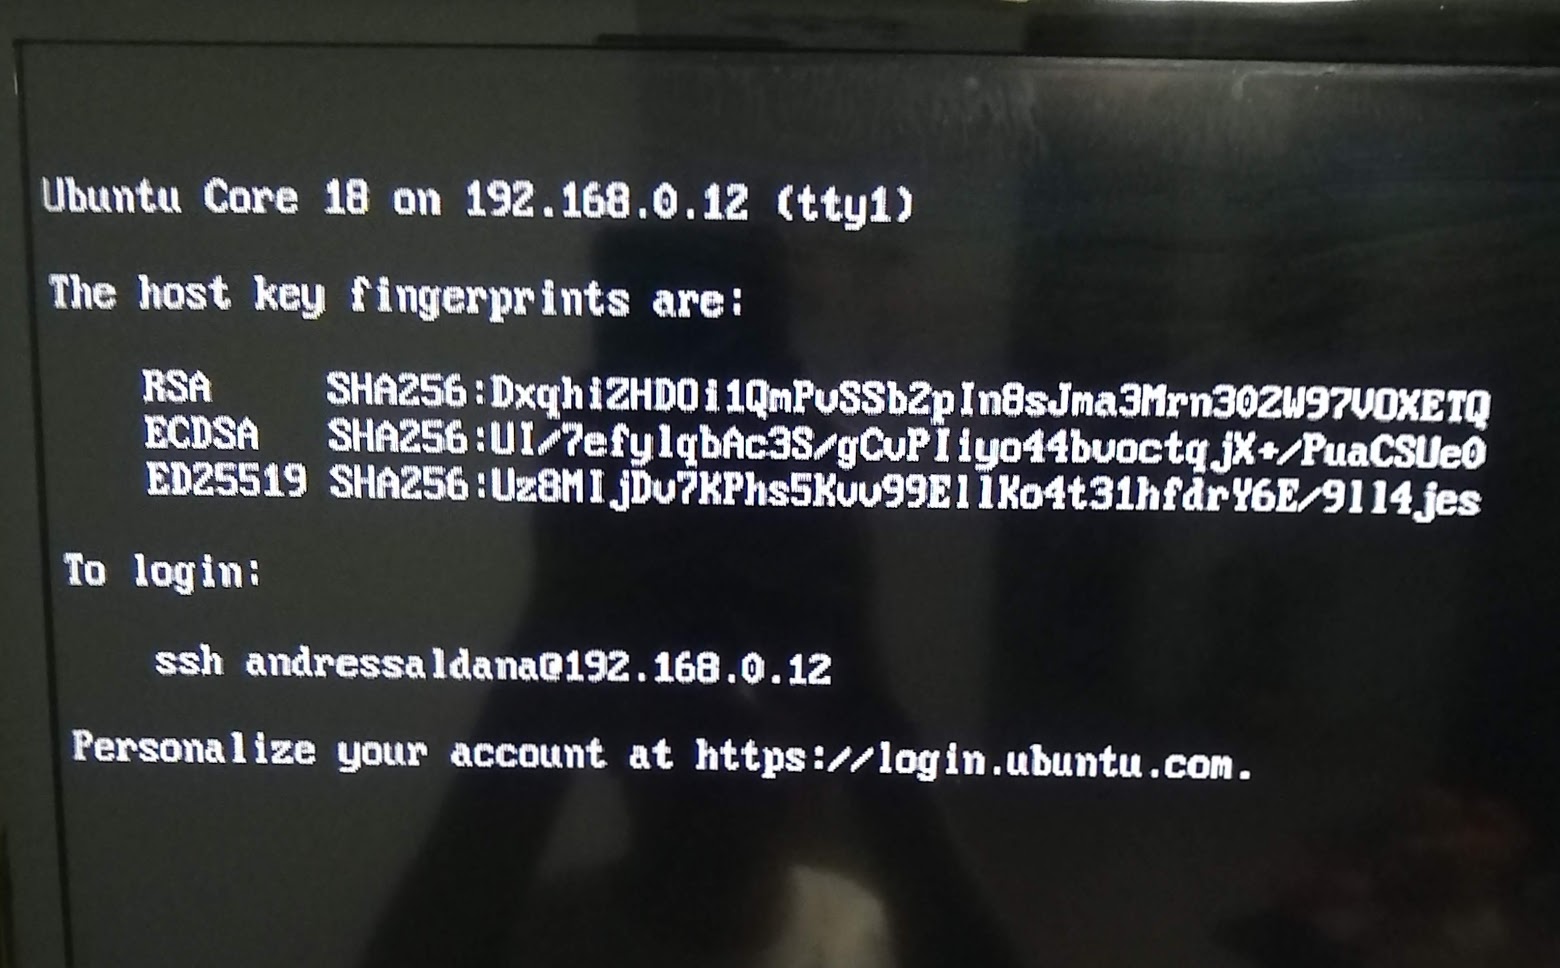 Ubuntu Core 18 on 192.168.0.12 (tty1)
The host key fingerprints are:
RSA SHA256:DxqhiZHDOi1QmPvSSb2pIn8sJma3Mrn302W97VOXETQ
ECDSA SHA256:UI/7efylqbAc3S/gCvPIiyo44bvoctqjX+/PuaCSUe0
ED25519 SHA256:Uz8MIjDv7KPhs5Kvv99EllKo4t31hfdrY6E/9ll4jes
To login:
ssh andressaldana@192.168.0.12
Personalize your account at https://login.ubuntu.com.